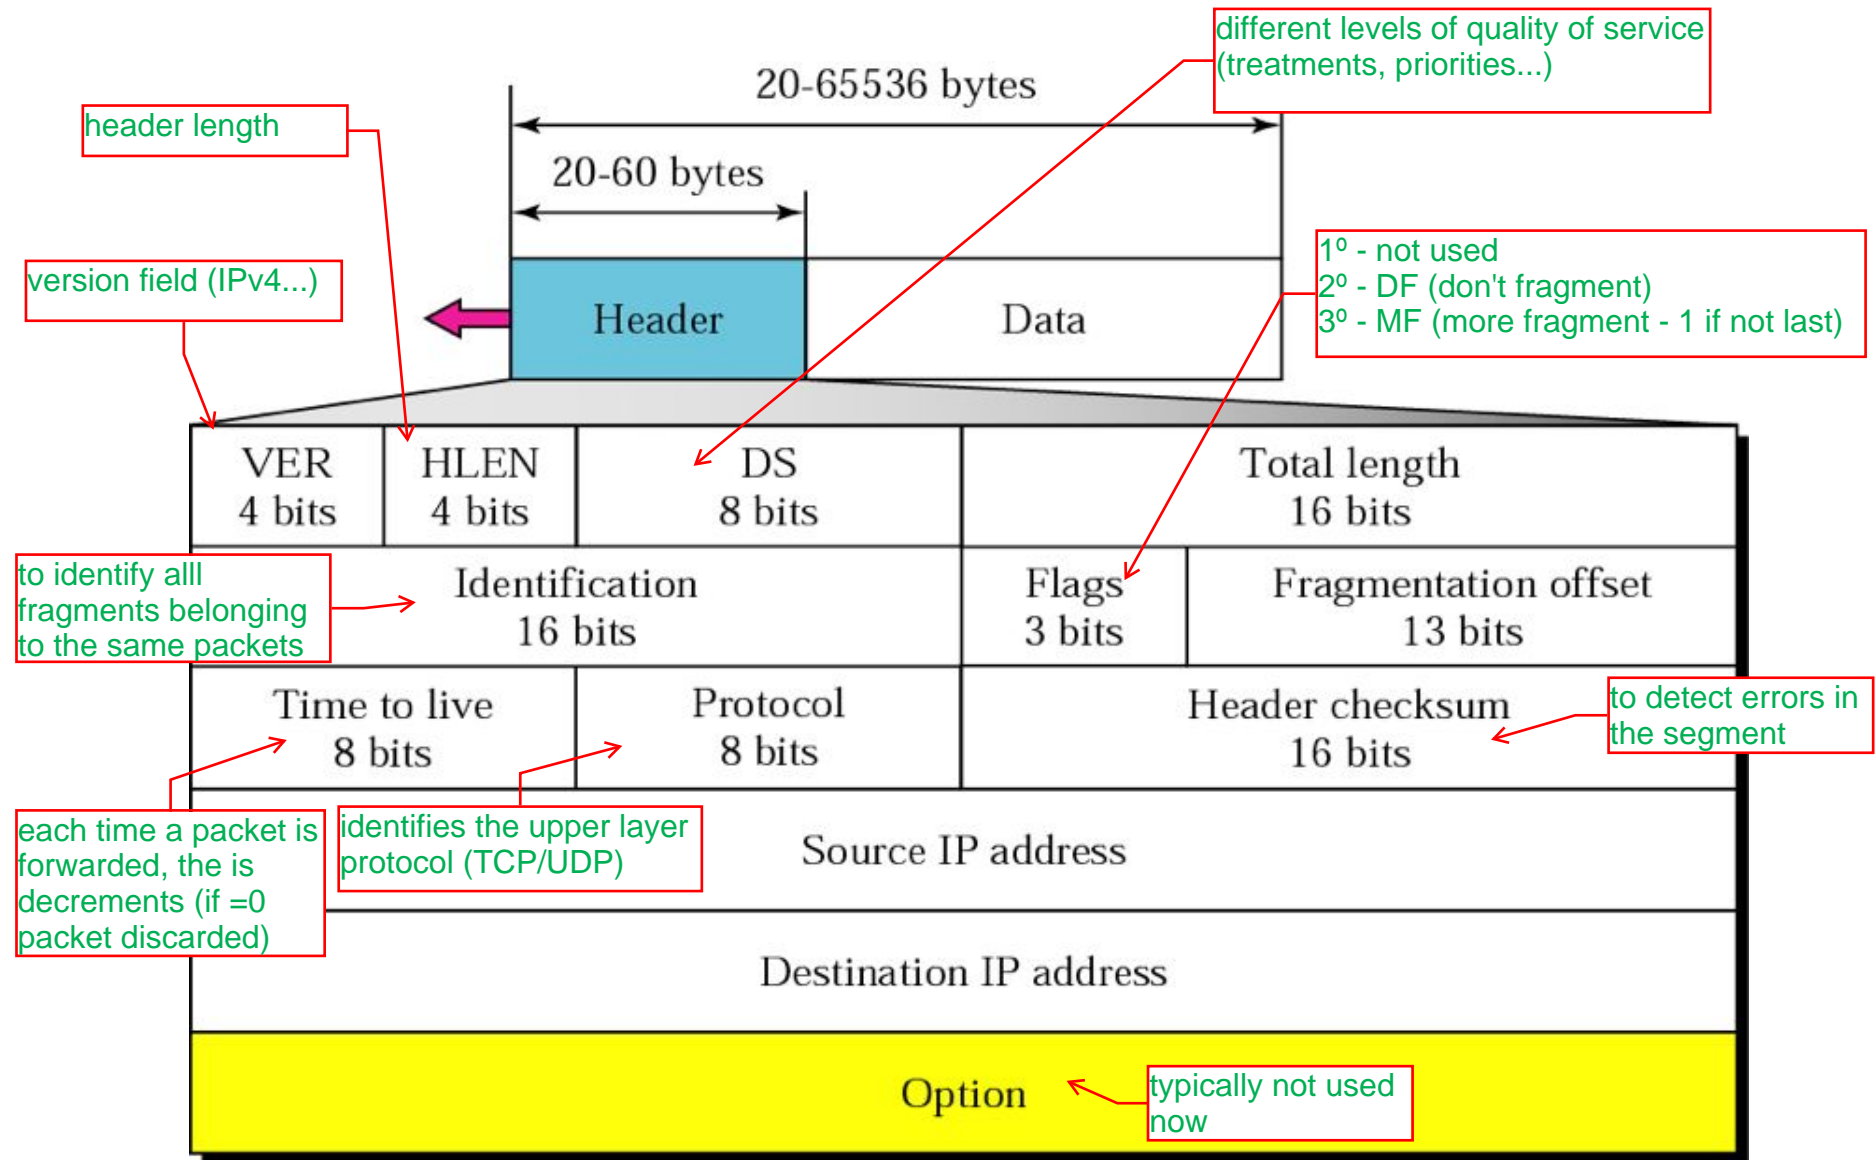 different levels of quality of service
(treatments, priorities...)
20-65536 bytes
header length
20-60 bytes
version field (IPv4...)
1º - not used
2º - DF (don't fragment)
3º - MF (more fragment - 1 if not last)
Header
Data
VER
4 bits
HLEN
4 bits
DS
8 bits
Total length
16 bits
to identify alll
fragments belonging
to the same packets
Identification
16 bits
Flags
3 bits
Fragmentation offset
13 bits
Time to live
8 bits
Protocol
8 bits
Header checksum
16 bits
to detect errors in
the segment
each time a packet is
forwarded, the is
decrements (if =0
packet discarded)
identifies the upper layer
protocol (TCP/UDP)
Source IP address
Destination IP address
Option
typically not used
now